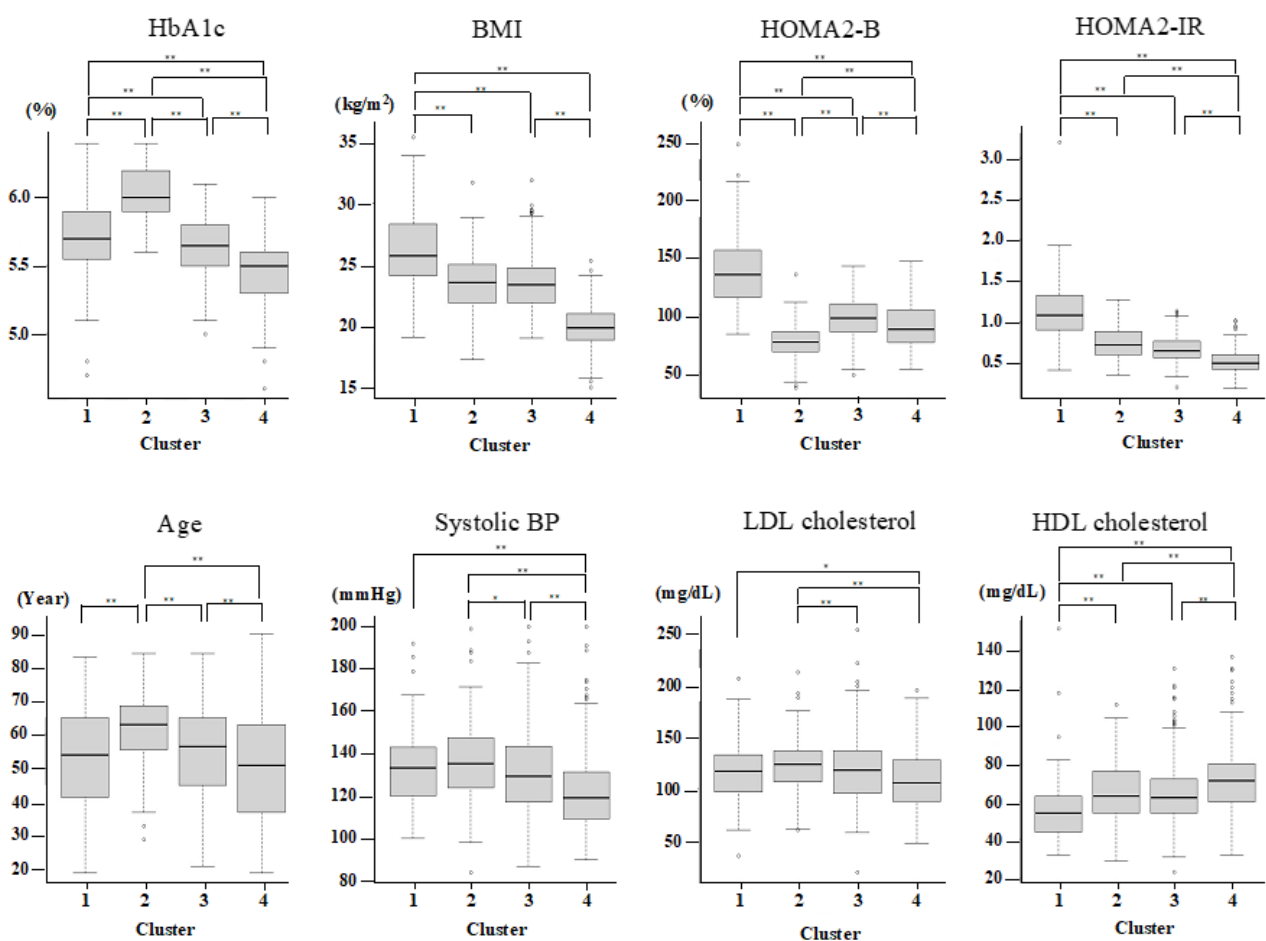 HbA1c
(%)
** ** ** ** ** **
6.0
5.5
5.0
1 2 3 4
Cluster
BMI
(kg/m²)
** ** ** **
35
30
25
20
15
1 2 3 4
Cluster
HOMA2-B
(%)
** ** ** ** ** **
250
200
150
100
50
1 2 3 4
Cluster
HOMA2-IR
** ** ** ** **
3.0
2.5
2.0
1.5
1.0
0.5
1 2 3 4
Cluster
Age
(Year)
** ** ** **
90
80
70
60
50
40
30
20
1 2 3 4
Cluster
Systolic BP
(mmHg)
** ** * **
200
180
160
140
120
100
80
1 2 3 4
Cluster
LDL cholesterol
(mg/dL)
* ** **
250
200
150
100
50
1 2 3 4
Cluster
HDL cholesterol
(mg/dL)
** ** ** ** **
140
120
100
80
60
40
20
1 2 3 4
Cluster